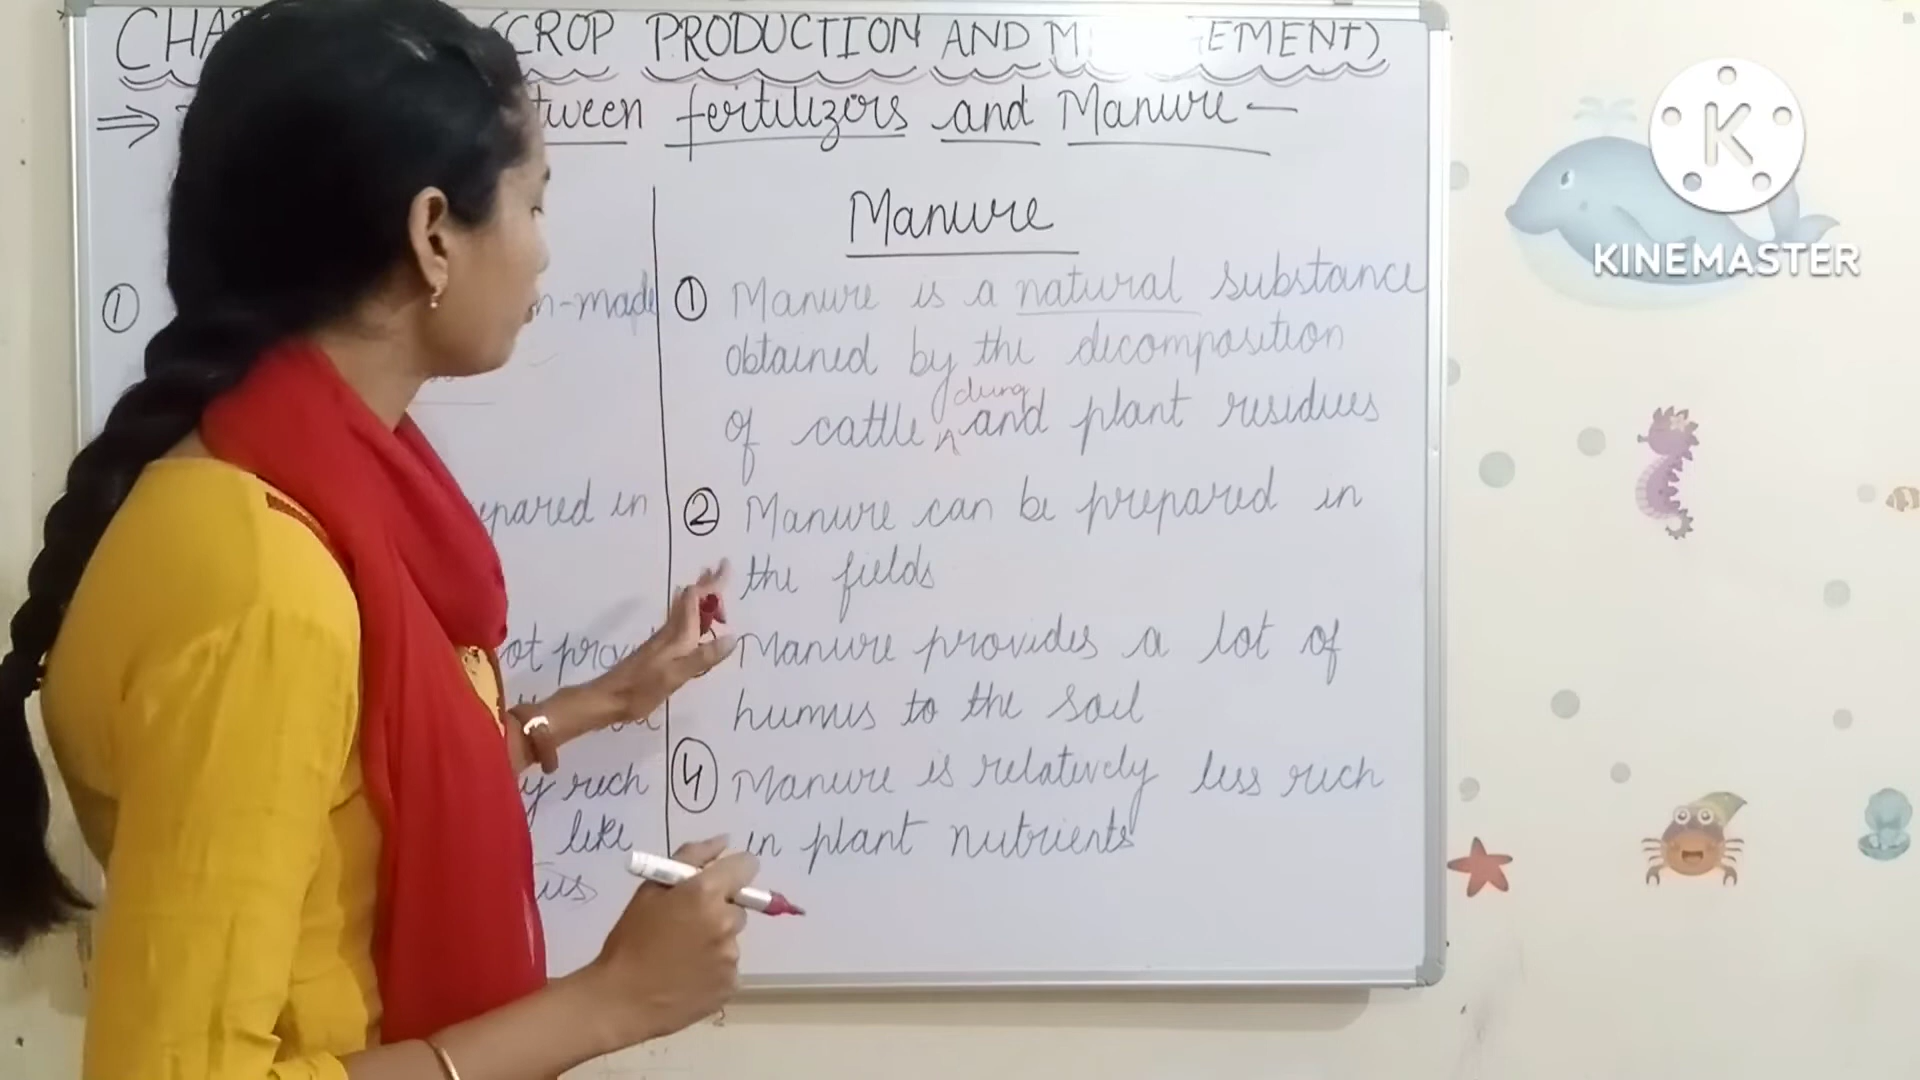 CHA (CROP PRODUCTION AND M EMENT)
⇒ tween fertilizers and Manure —
Manure
① n-made
① Manure is a natural substance
obtained by the decomposition
dung
of cattle ^ and plant residues
epared in
② Manure can be prepared in
the fields
ot prov
Manure provides a lot of
humus to the soil
y rich
like
④ Manure is relatively less rich
in plant nutrients
K
KINEMASTER